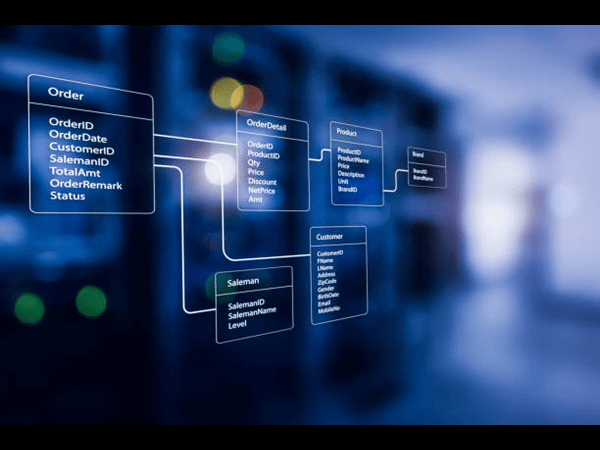 Order
OrderID
OrderDate
CustomerID
SalemanID
TotalAmt
OrderRemark
Status
OrderDetail
OrderID
ProductID
Qty
Price
Discount
NetPrice
Amt
Product
ProductID
ProductName
Price
Description
Unit
BrandID
Brand
BrandID
BrandName
Saleman
SalemanID
SalemanName
Level
Customer
CustomerID
FName
LName
Address
ZipCode
Gender
BirthDate
Email
MobileNo